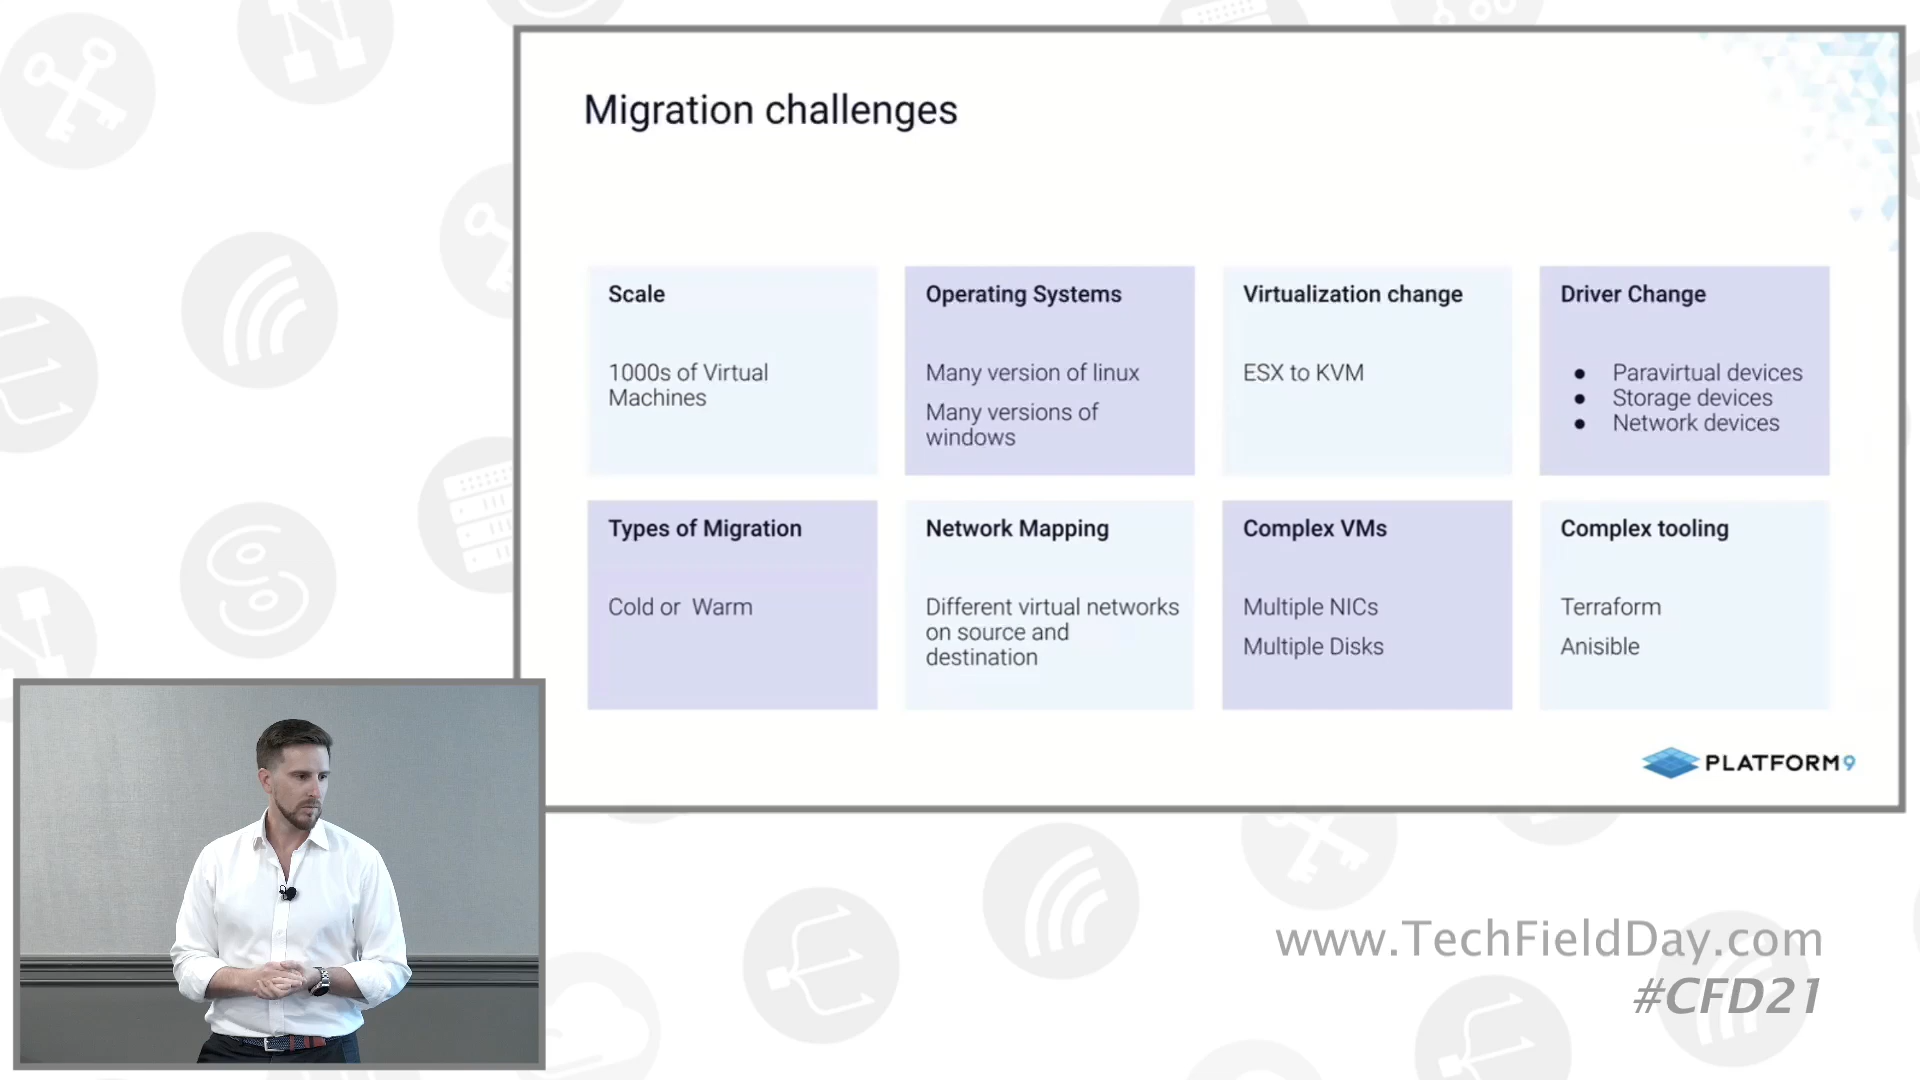 Migration challenges
Scale
1000s of Virtual
Machines
Operating Systems
Many version of linux
Many versions of
windows
Virtualization change
ESX to KVM
Driver Change
● Paravirtual devices
● Storage devices
● Network devices
Types of Migration
Cold or Warm
Network Mapping
Different virtual networks
on source and
destination
Complex VMs
Multiple NICs
Multiple Disks
Complex tooling
Terraform
Anisible
PLATFORM9
www.TechFieldDay.com
#CFD21